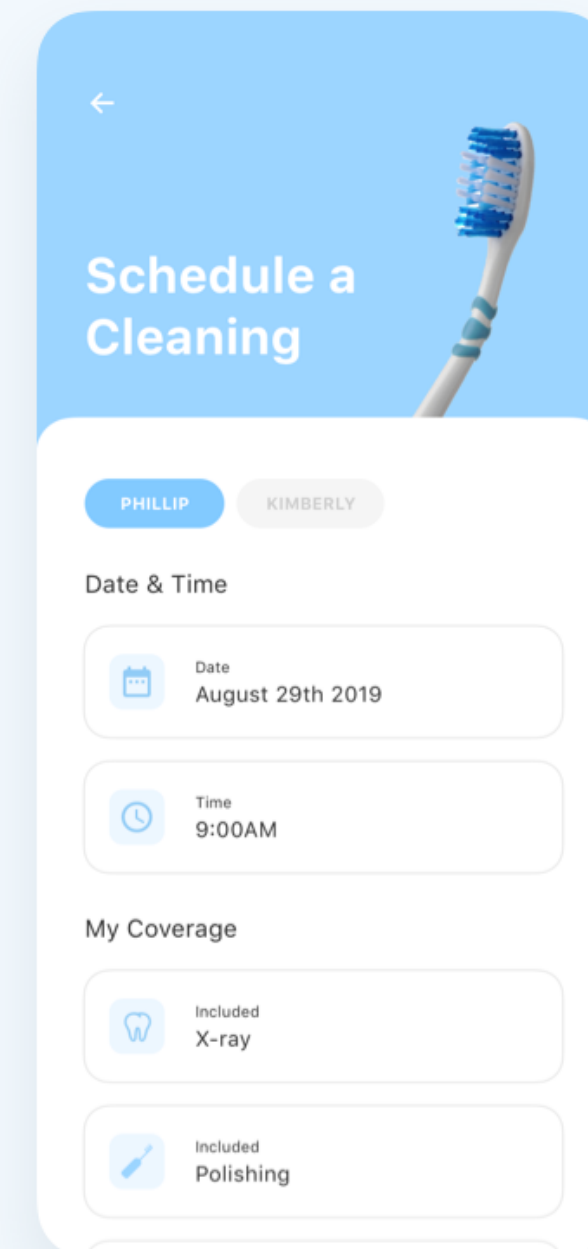 Schedule a
Cleaning
PHILLIP KIMBERLY
Date & Time
Date
August 29th 2019
Time
9:00AM
My Coverage
Included
X-ray
Included
Polishing